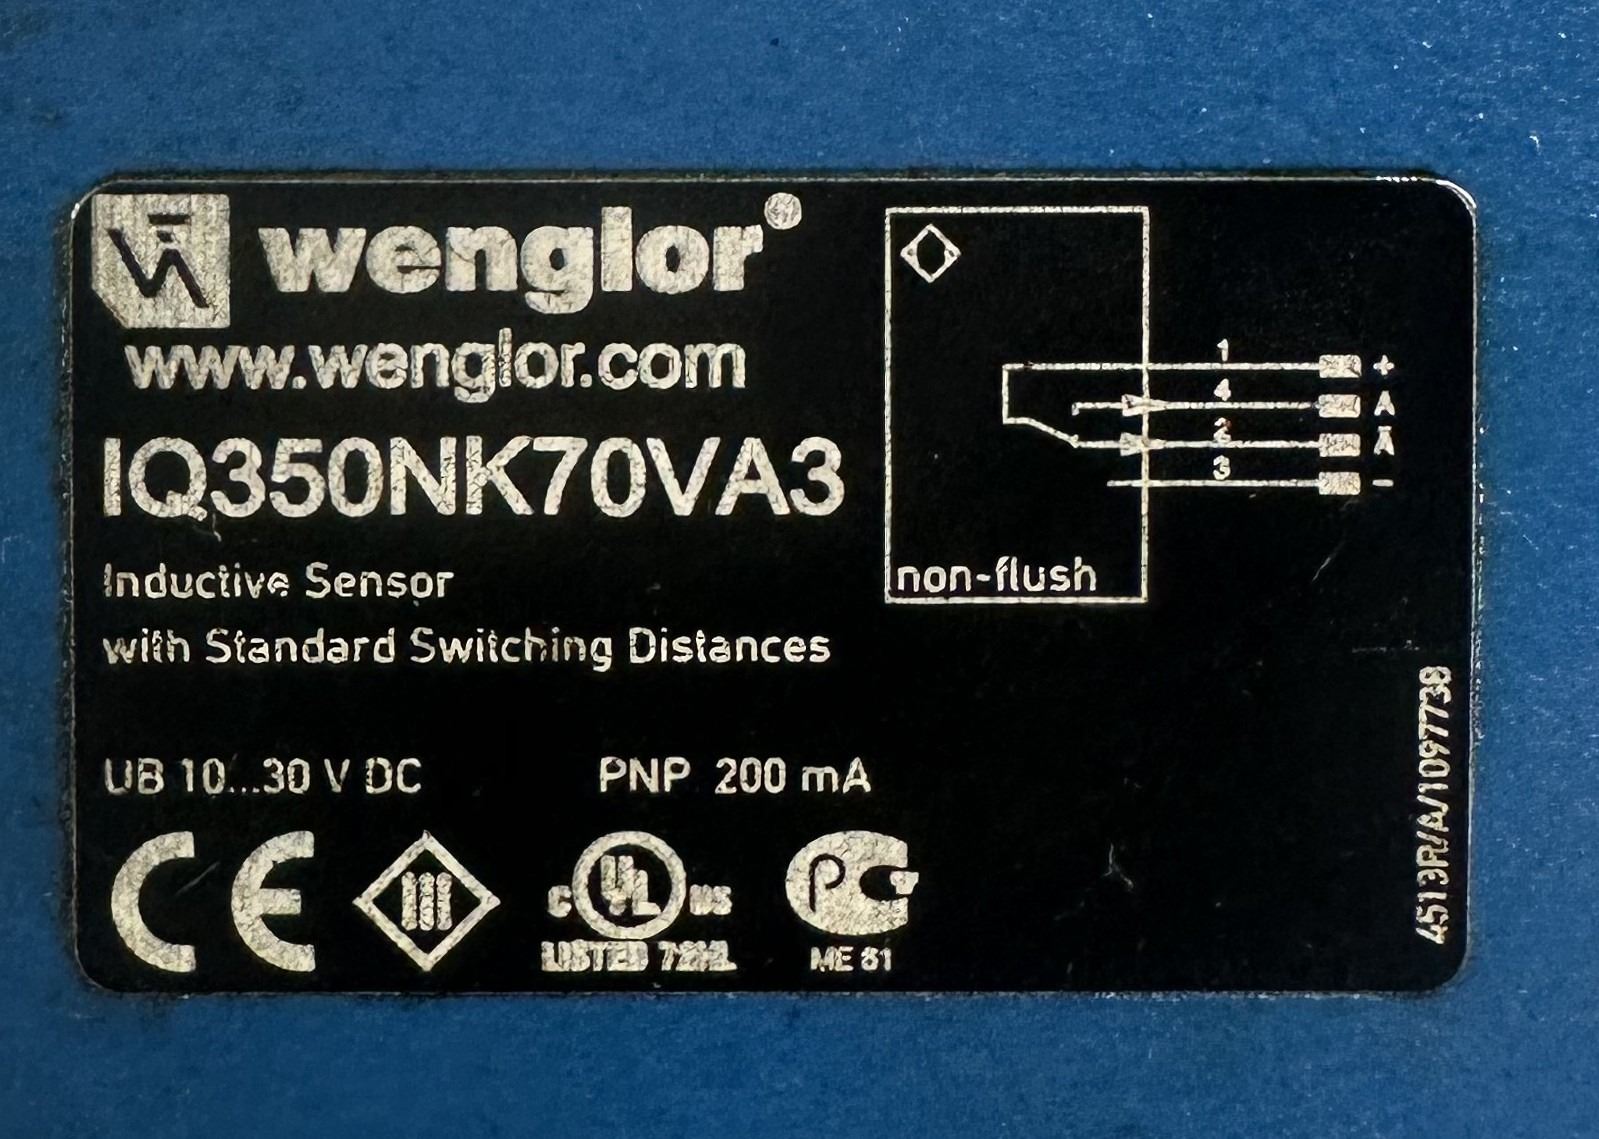 wenglor®
www.wenglor.com
IQ350NK70VA3
Inductive Sensor
with Standard Switching Distances
UB 10...30 V DC
PNP 200 mA
CE
C UL US
LISTED
ME 61
1 +
4 A
2 Ā
3 -
non-flush
4513R/A/1097738